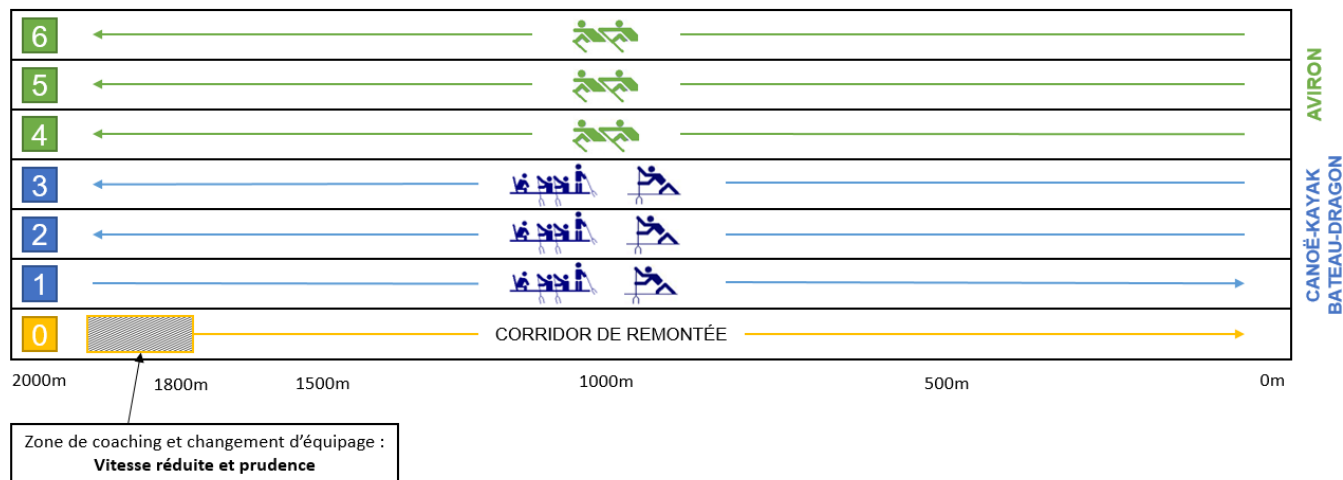 6
5
4
3
2
1
0
CORRIDOR DE REMONTÉE
AVIRON
CANOË-KAYAK
BATEAU-DRAGON
2000m
1800m
1500m
1000m
500m
0m
Zone de coaching et changement d’équipage :
Vitesse réduite et prudence